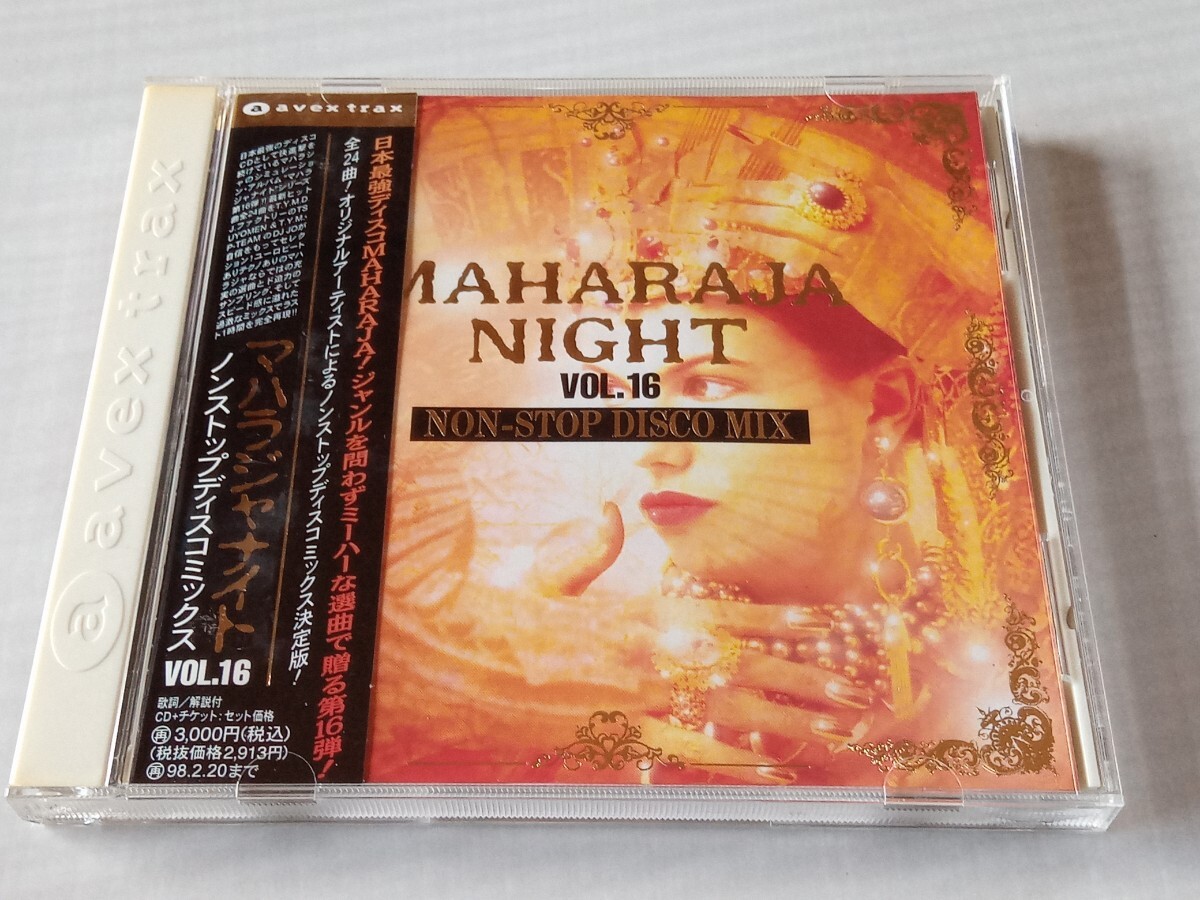 avex trax
a avex trax
日本最強ディスコMAHARAJA!ジャンルを問わずミーハーな選曲で贈る第16弾!
全24曲!オリジナルアーティストによるノンストップディスコミックス決定版!
マハラジャナイト
ノンストップディスコミックス
VOL.16
歌詞/解説付
CD+チケット:セット価格
再3,000円(税込)
(税抜価格2,913円)
再98.2.20まで
MAHARAJA
NIGHT
VOL.16
NON-STOP DISCO MIX